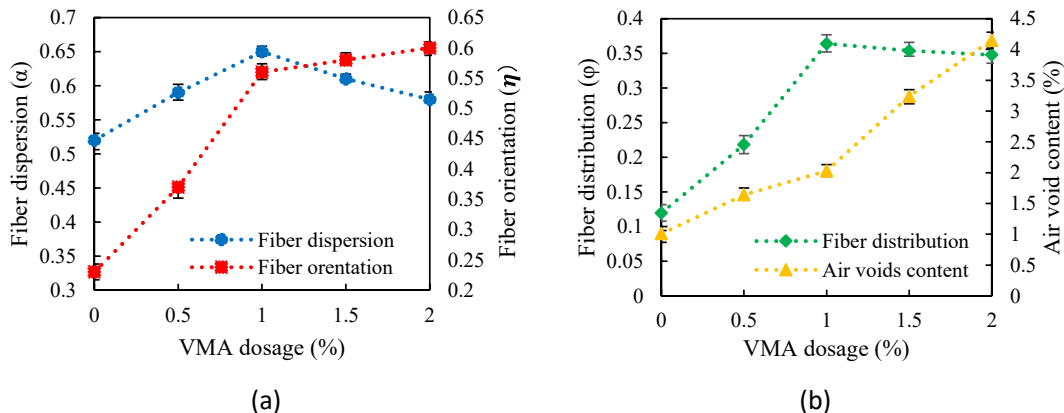 0.7
0.65
0.6
0.55
0.5
0.45
0.4
0.35
0.3
Fiber dispersion (α)
0.65
0.6
0.55
0.5
0.45
0.4
0.35
0.3
0.25
0.2
Fiber orientation (η)
Fiber dispersion
Fiber orentation
0 0.5 1 1.5 2
VMA dosage (%)
(a)
0.4
0.35
0.3
0.25
0.2
0.15
0.1
0.05
0
Fiber distribution (φ)
4.5
4
3.5
3
2.5
2
1.5
1
0.5
0
Air void content (%)
Fiber distribution
Air voids content
0 0.5 1 1.5 2
VMA dosage (%)
(b)